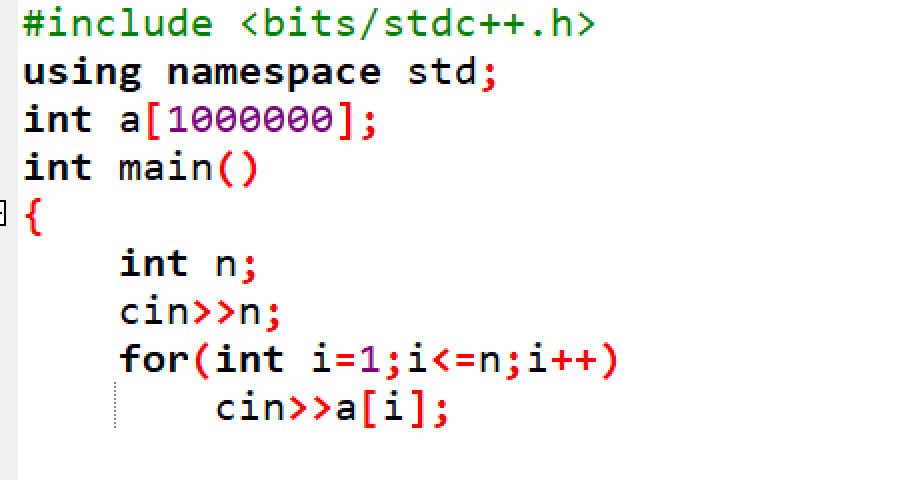 #include <bits/stdc++.h>
using namespace std;
int a[1000000];
int main()
{
    int n;
    cin>>n;
    for(int i=1;i<=n;i++)
        cin>>a[i];